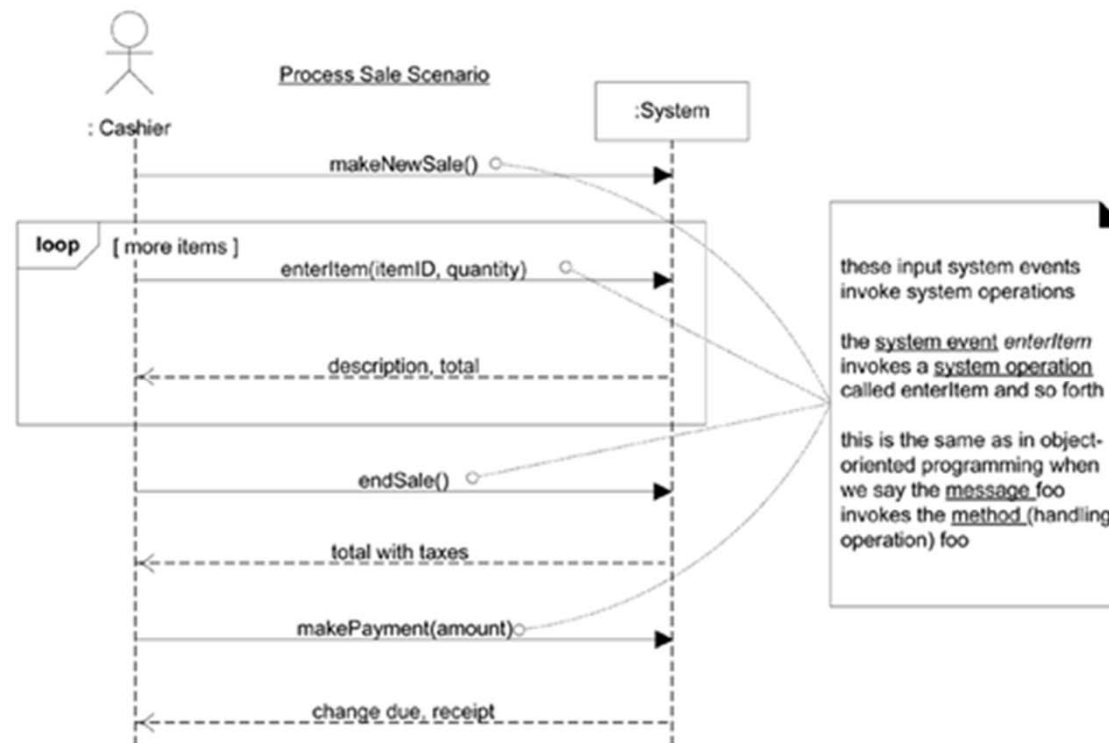 Process Sale Scenario
:System
: Cashier
makeNewSale()
loop
[ more items ]
enterItem(itemID, quantity)
description, total
endSale()
total with taxes
makePayment(amount)
change due, receipt
these input system events
invoke system operations
the system event enterItem
invokes a system operation
called enterItem and so forth
this is the same as in object-
oriented programming when
we say the message foo
invokes the method (handling
operation) foo